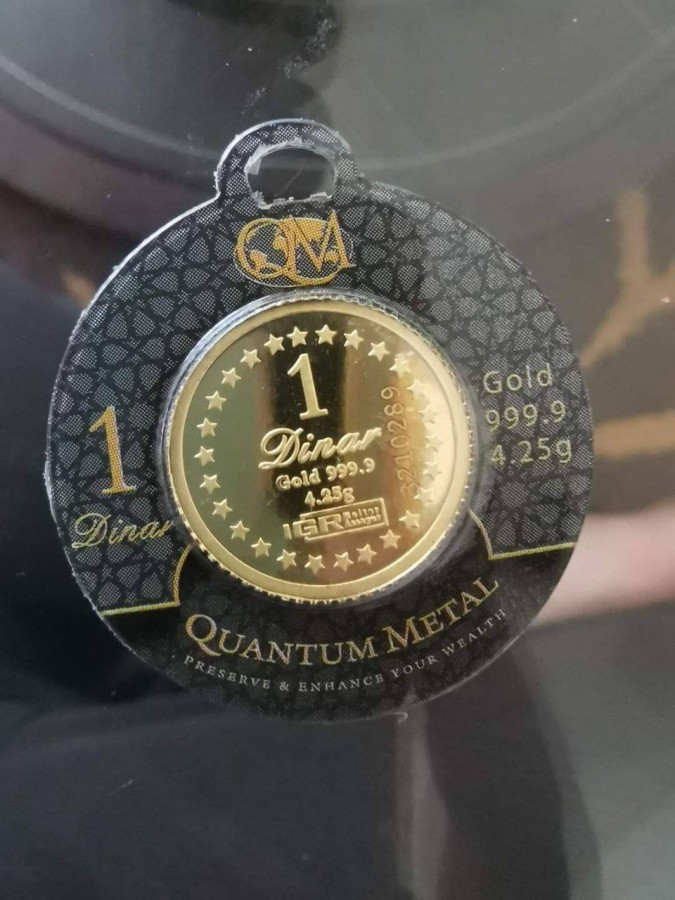 QM
1
Dinar
Gold 999.9
4.25g
IGR
3240289
1
Dinar
Gold
999.9
4.25g
QUANTUM METAL
PRESERVE & ENHANCE YOUR WEALTH